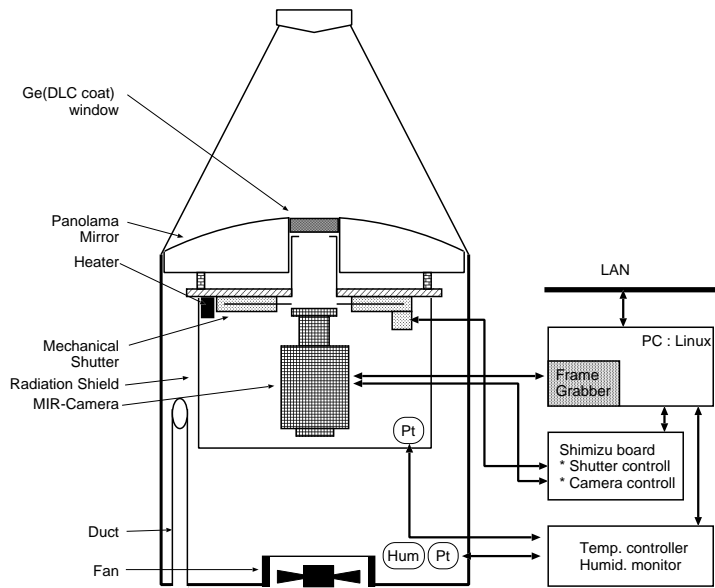 Ge(DLC coat)
window
Panolama
Mirror
Heater
Mechanical
Shutter
Radiation Shield
MIR-Camera
Duct
Fan
Pt
Hum
Pt
LAN
PC : Linux
Frame
Grabber
Shimizu board
* Shutter controll
* Camera controll
Temp. controller
Humid. monitor